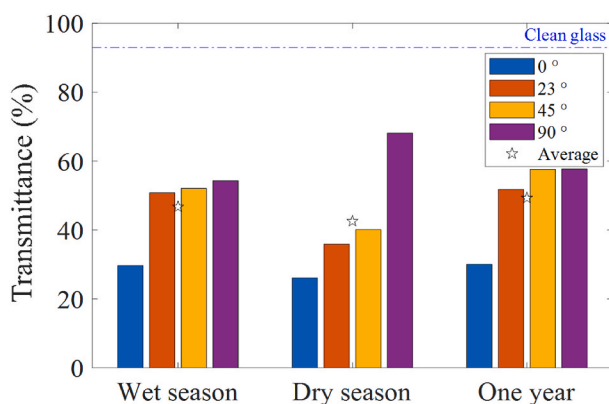 100
Clean glass
80
60
40
20
0
Transmittance (%)
0 °
23 °
45 °
90 °
☆ Average
Wet season Dry season One year